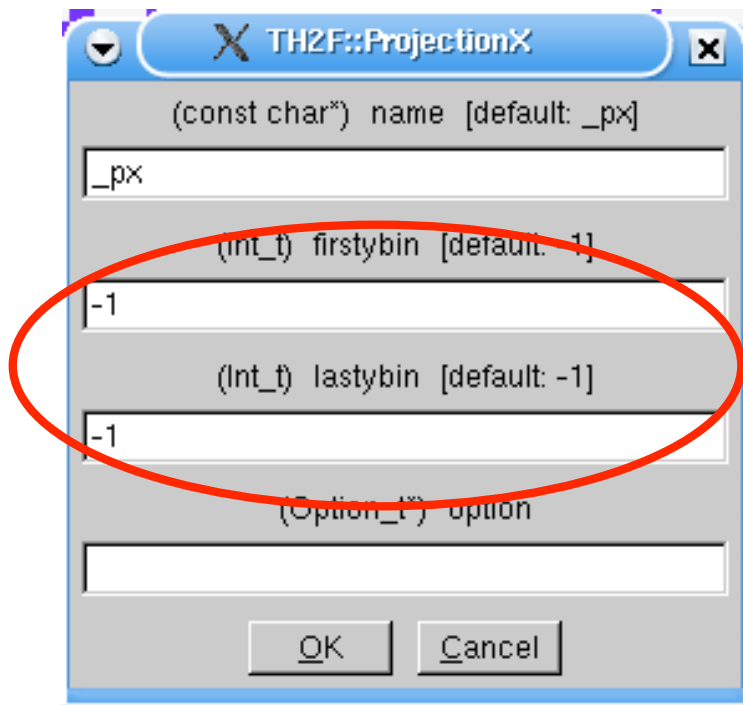 TH2F::ProjectionX
(const char*) name [default: _px]
_px
(Int_t) firstybin [default: -1]
-1
(Int_t) lastybin [default: -1]
-1
(Option_t*) option
OK Cancel